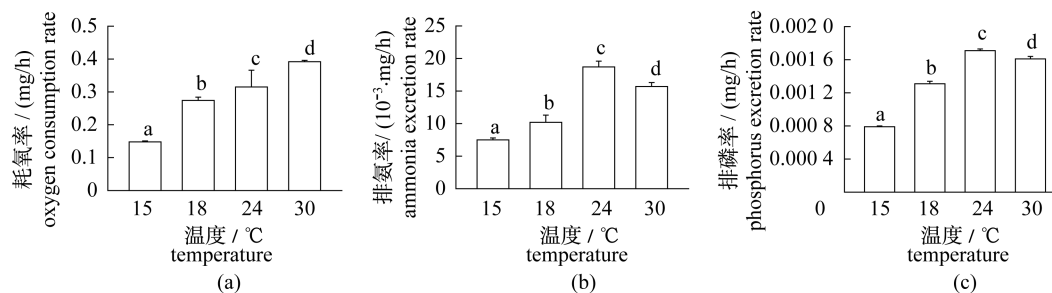 耗氧率 / (mg/h)
oxygen consumption rate
0.5
0.4
0.3
0.2
0.1
0
a
b
c
d
15 18 24 30
温度 / ℃
temperature
(a)
排氨率/ (10⁻³·mg/h)
ammonia excretion rate
25
20
15
10
5
0
a
b
c
d
15 18 24 30
温度 / ℃
temperature
(b)
排磷率 / (mg/h)
phosphorus excretion rate
0.002 0
0.001 6
0.001 2
0.000 8
0.000 4
0
a
b
c
d
15 18 24 30
温度 / ℃
temperature
(c)